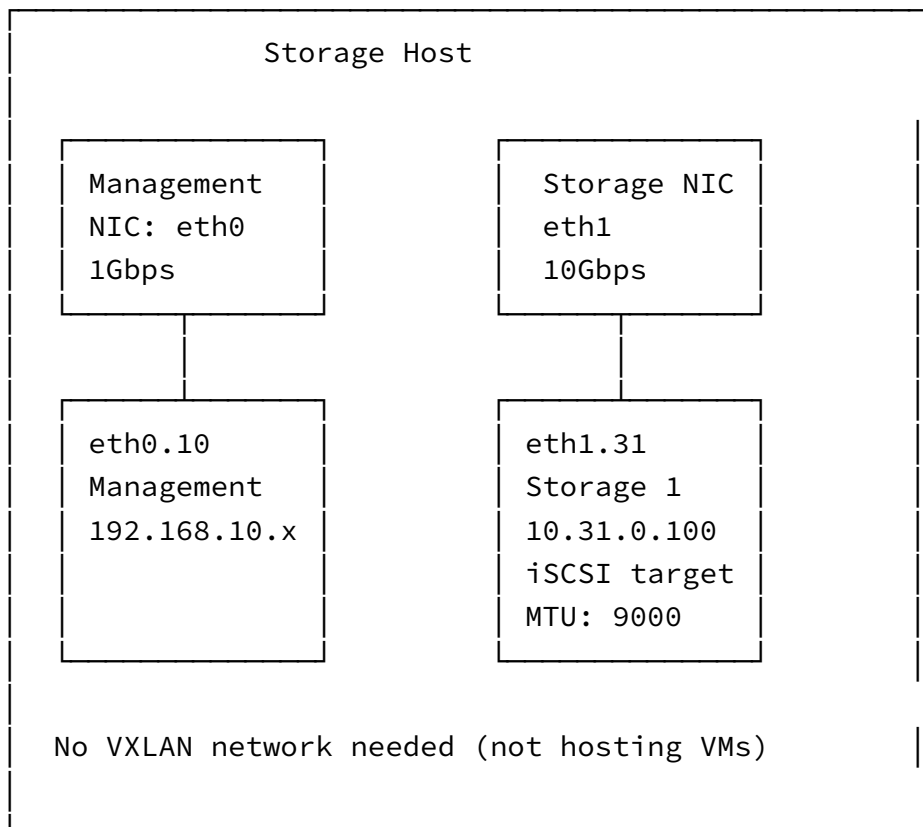 Storage Host
Management
NIC: eth0
1Gbps
Storage NIC
eth1
10Gbps
eth0.10
Management
192.168.10.x
eth1.31
Storage 1
10.31.0.100
iSCSI target
MTU: 9000
No VXLAN network needed (not hosting VMs)